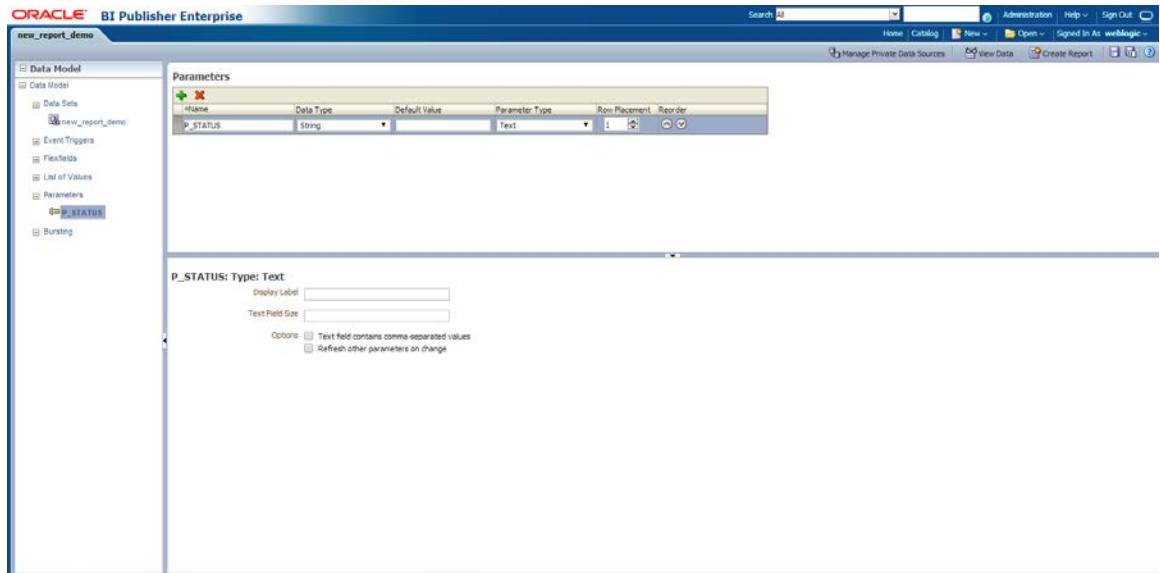 ORACLE BI Publisher Enterprise
Search All
Administration Help Sign Out
new_report_demo
Home Catalog New Open Signed In As weblogic
Manage Private Data Sources View Data Create Report
Data Model
Data Model
Data Sets
new_report_demo
Event Triggers
Flexfields
List of Values
Parameters
P_STATUS
Bursting
Parameters
*Name Data Type Default Value Parameter Type Row Placement Reorder
P_STATUS String Text 1
P_STATUS: Type: Text
Display Label
Text Field Size
Options Text field contains comma-separated values
Refresh other parameters on change